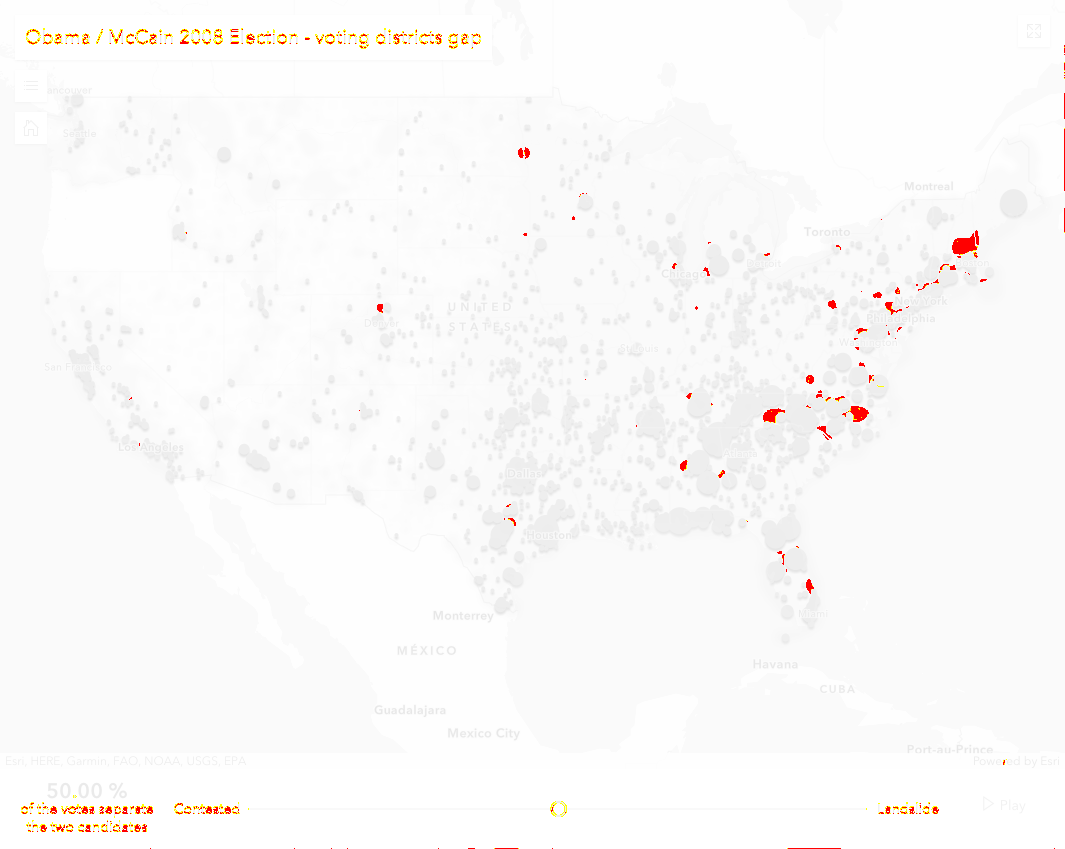 Obama / McCain 2008 Election - voting districts gap
Vancouver
Seattle
Montreal
Toronto
Chicago
UNITED
STATES
New York
Philadelphia
Denver
St Louis
Washington
San Francisco
Los Angeles
Atlanta
Dallas
Houston
Monterrey
Miami
MÉXICO
Havana
CUBA
Guadalajara
Mexico City
Port-au-Prince
Esri, HERE, Garmin, FAO, NOAA, USGS, EPA
Powered by Esri
50.00 %
of the votes separate
the two candidates
Contested
Landslide
Play